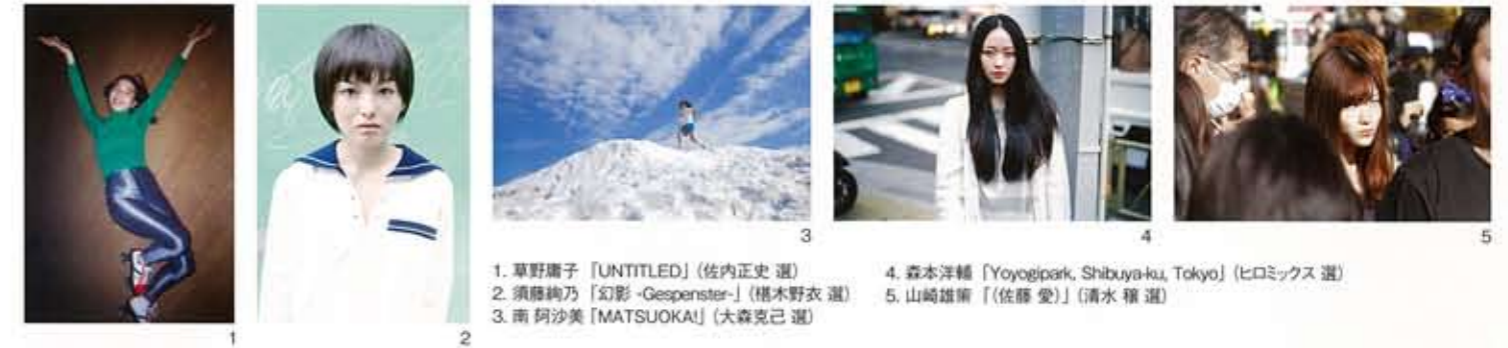 3
4
5
1. 草野庸子「UNTITLED」(佐内正史 選)
2. 須藤絢乃「幻影 -Gespenster-」(椹木野衣 選)
3. 南 阿沙美「MATSUOKA!」(大森克己 選)
4. 森本洋輔「Yoyogipark, Shibuya-ku, Tokyo」(ヒロミックス 選)
5. 山崎雄策「(佐藤 愛)」(清水 穣 選)
1
2